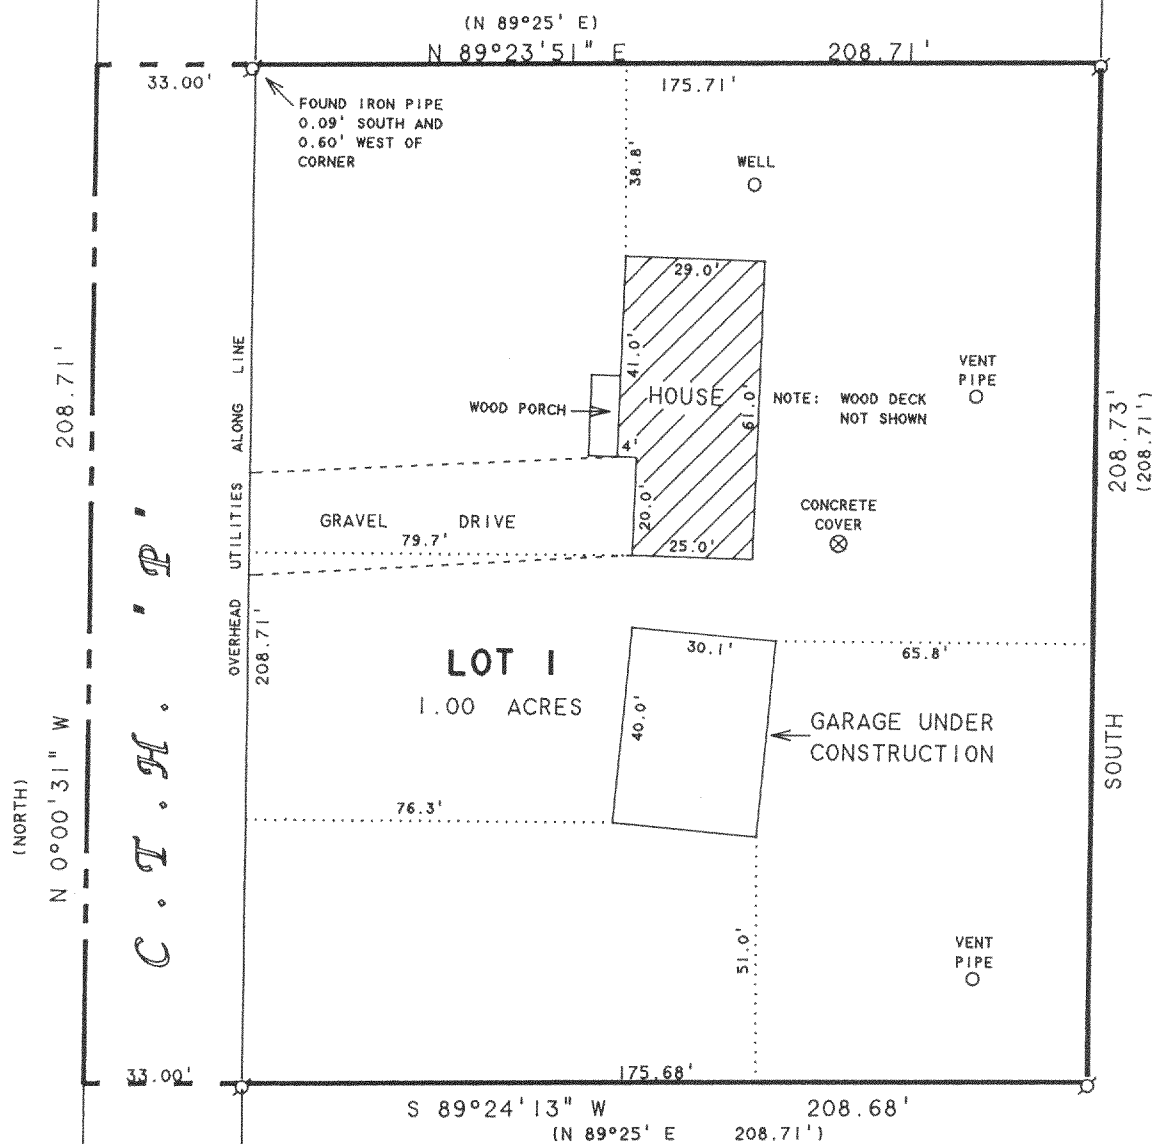 (N 89°25' E)
N 89°23'51" E 208.71'
33.00'
175.71'
FOUND IRON PIPE
0.09' SOUTH AND
0.60' WEST OF
CORNER
38.8'
WELL
29.0'
41.0'
HOUSE
61.0'
4'
20.0'
25.0'
WOOD PORCH
NOTE: WOOD DECK
NOT SHOWN
VENT
PIPE
CONCRETE
COVER
GRAVEL DRIVE
79.7'
OVERHEAD UTILITIES ALONG LINE
208.71'
208.71'
C.T.H. 'P'
N 0°00'31" W
(NORTH)
208.73'
(208.71')
SOUTH
LOT 1
1.00 ACRES
30.1'
65.8'
40.0'
GARAGE UNDER
CONSTRUCTION
76.3'
51.0'
VENT
PIPE
33.00'
175.68'
S 89°24'13" W 208.68'
(N 89°25' E 208.71')